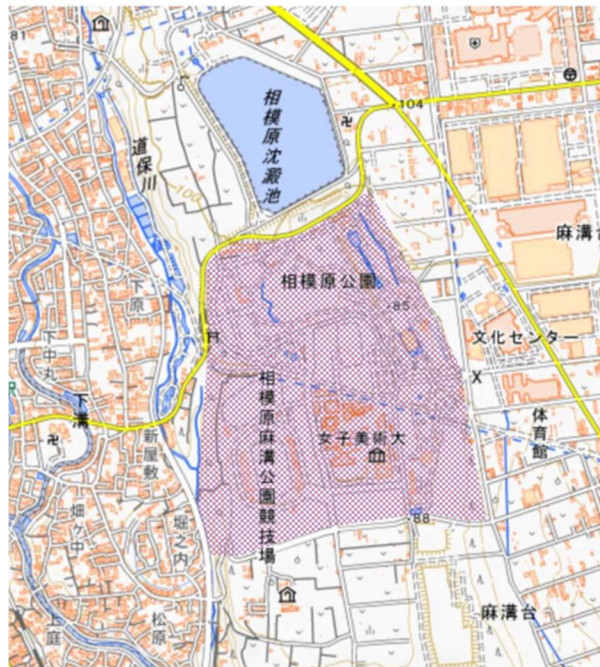 81
相模原沈澱池
道保川
104
100
麻溝台
相模原公園
85
下原
文化センター
下中丸
下溝
相模原麻溝公園競技場
女子美術大
体育館
新屋敷
88
畑ケ中
堀之内
麻溝台
上庭
松原